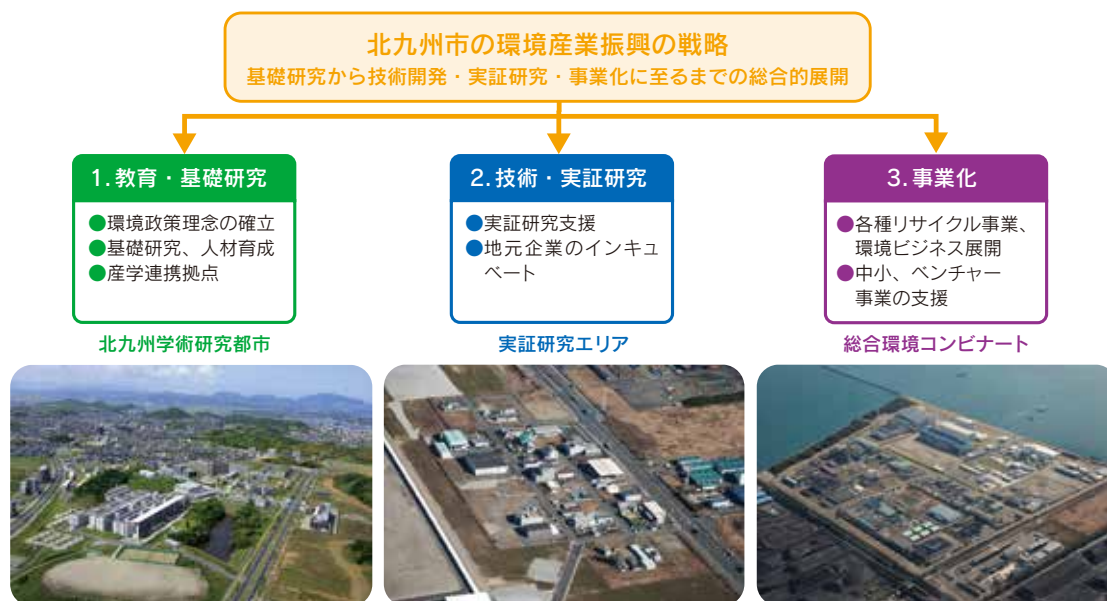 北九州市の環境産業振興の戦略
基礎研究から技術開発・実証研究・事業化に至るまでの総合的展開
1.教育・基礎研究
●環境政策理念の確立
●基礎研究、人材育成
●産学連携拠点
北九州学術研究都市
2.技術・実証研究
●実証研究支援
●地元企業のインキュ
ベート
実証研究エリア
3.事業化
●各種リサイクル事業、
環境ビジネス展開
●中小、ベンチャー
事業の支援
総合環境コンビナート